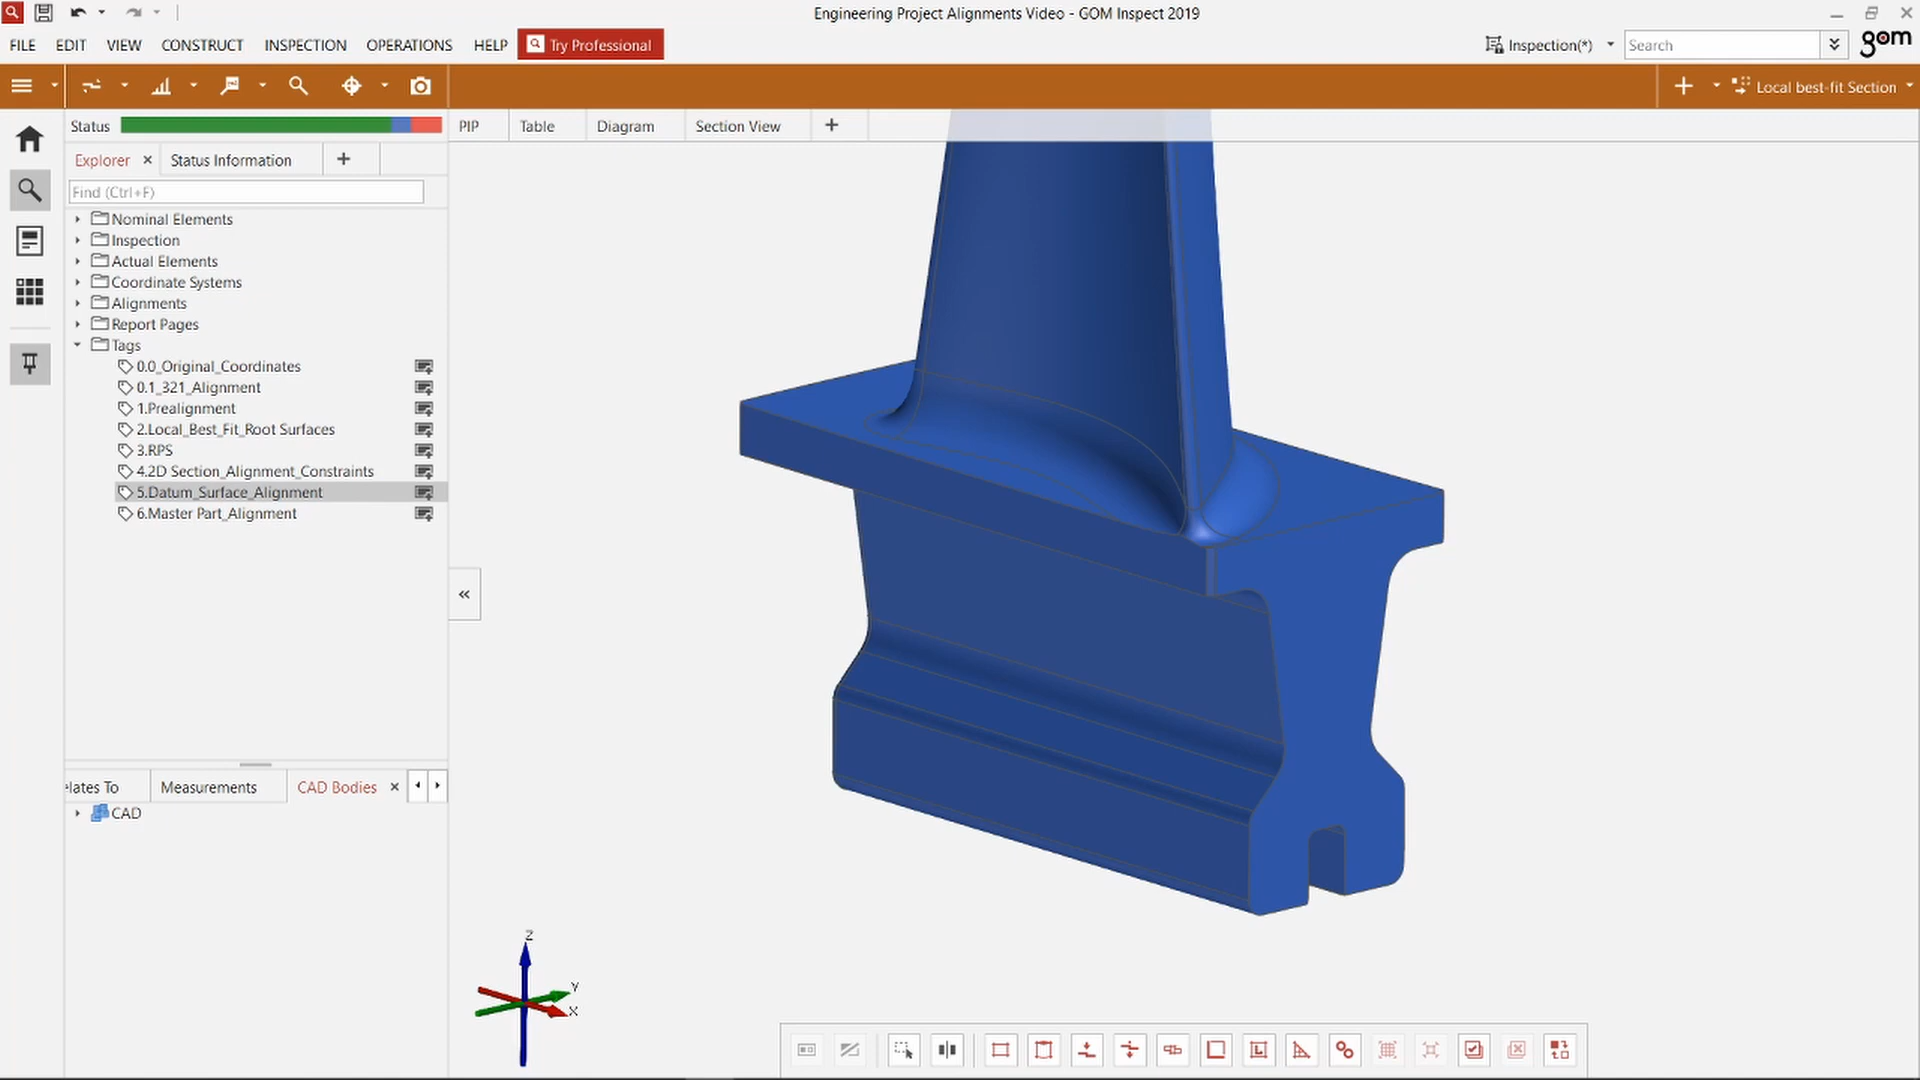 Engineering Project Alignments Video - GOM Inspect 2019
FILE EDIT VIEW CONSTRUCT INSPECTION OPERATIONS HELP Try Professional Inspection(*) Search gom
Local best-fit Section
Status PIP Table Diagram Section View +
Explorer × Status Information +
Find (Ctrl+F)
Nominal Elements
Inspection
Actual Elements
Coordinate Systems
Alignments
Report Pages
Tags
0.0_Original_Coordinates
0.1_321_Alignment
1.Prealignment
2.Local_Best_Fit_Root Surfaces
3.RPS
4.2D Section_Alignment_Constraints
5.Datum_Surface_Alignment
6.Master Part_Alignment
elates To Measurements CAD Bodies ×
CAD
Z
Y
X